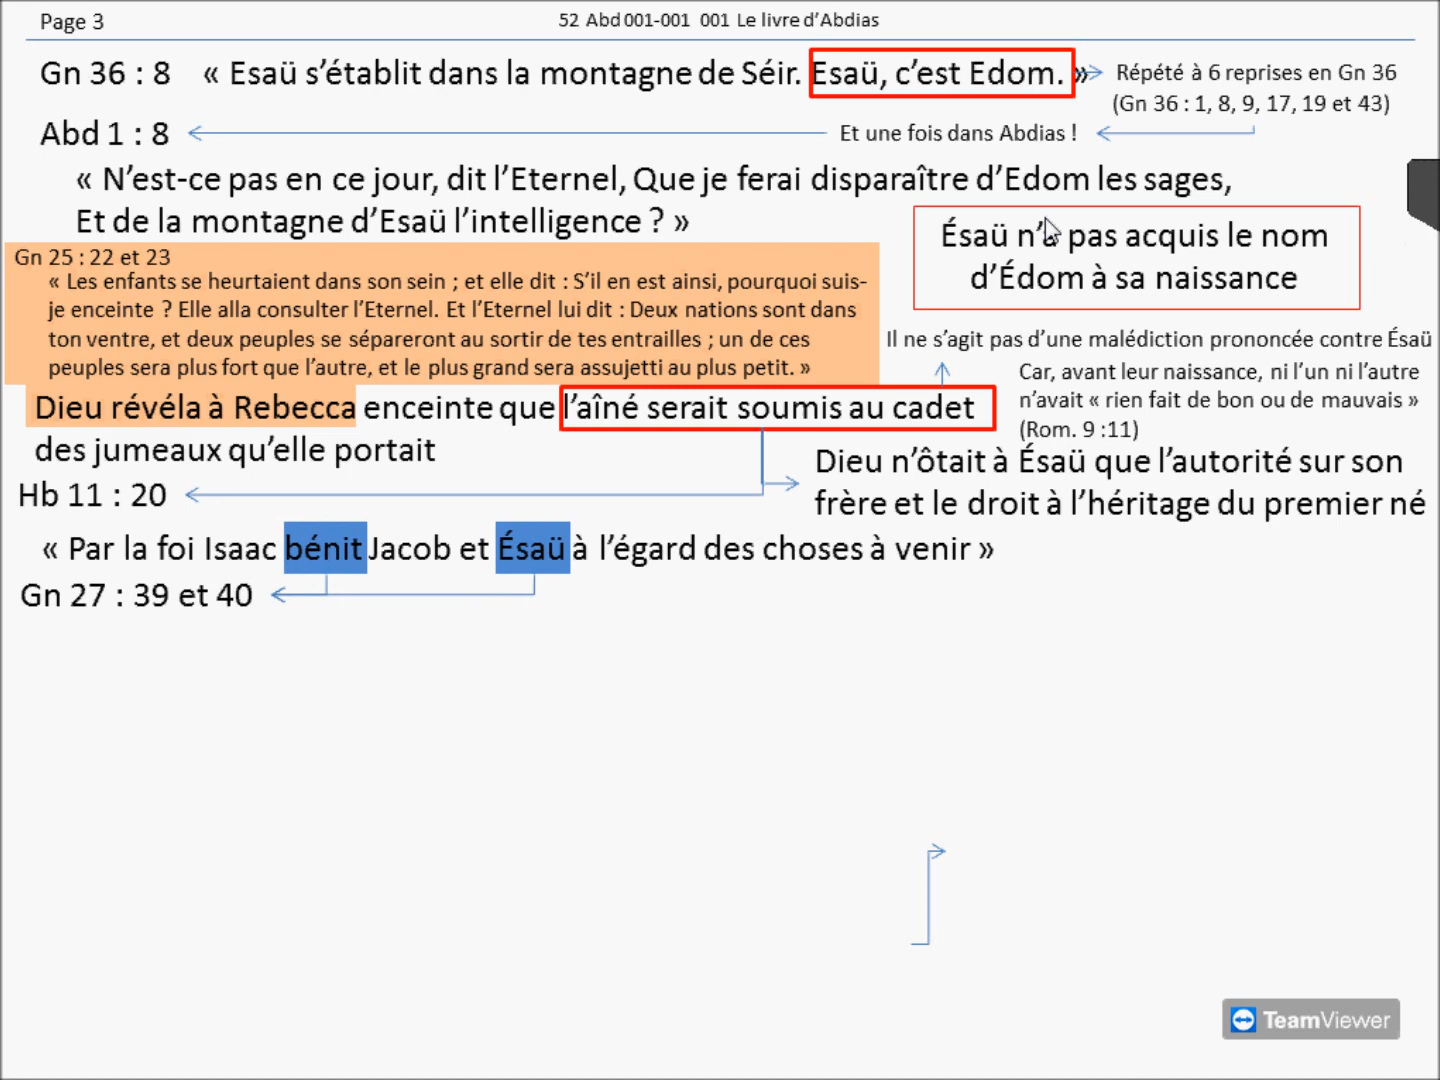 Page 3
52 Abd 001-001 001 Le livre d’Abdias
Gn 36 : 8 « Esaü s’établit dans la montagne de Séir. Esaü, c’est Edom. »
Répété à 6 reprises en Gn 36
(Gn 36 : 1, 8, 9, 17, 19 et 43)
Abd 1 : 8
Et une fois dans Abdias !
« N’est-ce pas en ce jour, dit l’Eternel, Que je ferai disparaître d’Edom les sages,
Et de la montagne d’Esaü l’intelligence ? »
Ésaü n’a pas acquis le nom
d’Édom à sa naissance
Gn 25 : 22 et 23
« Les enfants se heurtaient dans son sein ; et elle dit : S’il en est ainsi, pourquoi suis-
je enceinte ? Elle alla consulter l’Eternel. Et l’Eternel lui dit : Deux nations sont dans
ton ventre, et deux peuples se sépareront au sortir de tes entrailles ; un de ces
peuples sera plus fort que l’autre, et le plus grand sera assujetti au plus petit. »
Il ne s’agit pas d’une malédiction prononcée contre Ésaü
Car, avant leur naissance, ni l’un ni l’autre
n’avait « rien fait de bon ou de mauvais »
(Rom. 9 :11)
Dieu révéla à Rebecca enceinte que l’aîné serait soumis au cadet
des jumeaux qu’elle portait
Dieu n’ôtait à Ésaü que l’autorité sur son
frère et le droit à l’héritage du premier né
Hb 11 : 20
« Par la foi Isaac bénit Jacob et Ésaü à l’égard des choses à venir »
Gn 27 : 39 et 40
TeamViewer